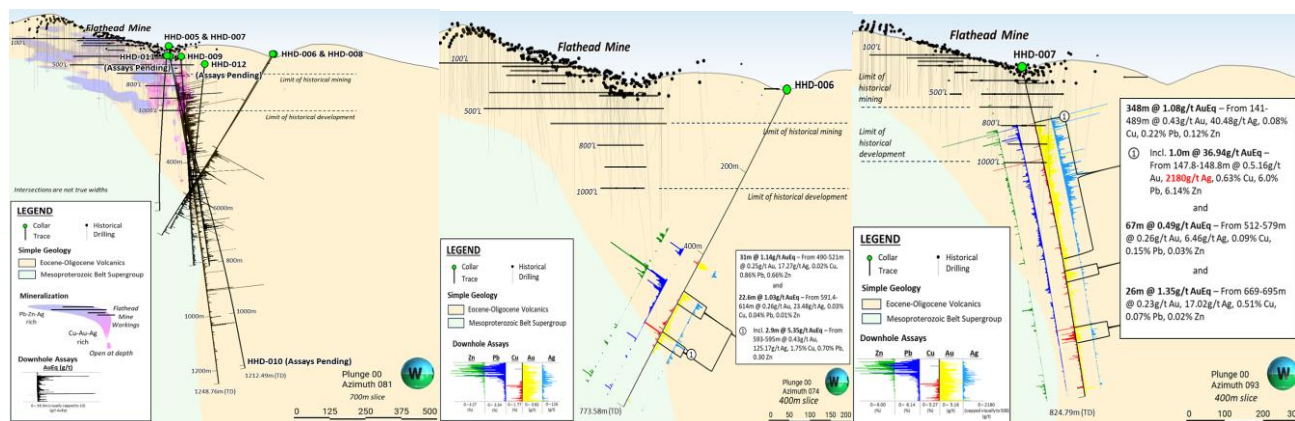 Flathead Mine
HHD-005 & HHD-007
HHD-011
HHD-009
HHD-006 & HHD-008
(Assays Pending)
HHD-012
(Assays Pending)
100'L
500'L
800'L
1000'L
Limit of historical mining
Limit of historical development
400m
6000m
800m
1000m
1200m
Intersections are not true widths
LEGEND
Collar
Trace
Historical
Drilling
Simple Geology
Eocene-Oligocene Volcanics
Mesoproterozoic Belt Supergroup
Mineralization
Pb-Zn-Ag
rich
Flathead
Mine
Workings
Cu-Au-Ag
rich
Open at depth
Downhole Assays
AuEq (g/t)
HHD-010 (Assays Pending)
1212.49m (TD)
1248.76m (TD)
W
Plunge 00
Azimuth 081
700m slice
0 100 200 300 400 500
Flathead Mine
HHD-006
100'L
500'L
800'L
1000'L
Limit of historical mining
200m
Limit of historical development
400m
31m @ 1.14g/t AuEq – From 490-
521m @ 0.25g/t Au, 17.27g/t Ag, 0.02% Cu,
0.86% Pb, 0.66% Zn
and
22.6m @ 1.03g/t AuEq – From 591.4-
614m @ 0.26g/t Au, 23.48g/t Ag, 0.03%
Cu, 0.04% Pb, 0.01% Zn
1 Incl. 2.9m @ 5.35g/t AuEq – From
593-595m @ 0.43g/t Au,
125.17g/t Ag, 1.75% Cu, 0.70% Pb,
0.30 Zn
1
LEGEND
Collar
Trace
Historical
Drilling
Simple Geology
Eocene-Oligocene Volcanics
Mesoproterozoic Belt Supergroup
Downhole Assays
Zn Pb Cu Au Ag
773.58m (TD)
W
Plunge 00
Azimuth 074
400m slice
0 50 100 150 200
Flathead Mine
HHD-007
100'L
500'L
800'L
1000'L
Limit of
historical
mining
Limit of
historical
development
1
348m @ 1.08g/t AuEq – From 141-
489m @ 0.43g/t Au, 40.48g/t Ag, 0.08%
Cu, 0.22% Pb, 0.12% Zn
1 Incl. 1.0m @ 36.94g/t AuEq –
From 147.8-148.8m @ 0.5.16g/t
Au, 2180g/t Ag, 0.63% Cu, 6.0%
Pb, 6.14% Zn
and
67m @ 0.49g/t AuEq – From 512-579m
@ 0.26g/t Au, 6.46g/t Ag, 0.09% Cu,
0.15% Pb, 0.03% Zn
and
26m @ 1.35g/t AuEq – From 669-695m
@ 0.23g/t Au, 17.02g/t Ag, 0.51% Cu,
0.07% Pb, 0.02% Zn
LEGEND
Collar
Trace
Historical
Drilling
Simple Geology
Eocene-Oligocene Volcanics
Mesoproterozoic Belt Supergroup
Downhole Assays
Zn Pb Cu Au Ag
824.79m (TD)
W
Plunge 00
Azimuth 093
400m slice
0 100 200